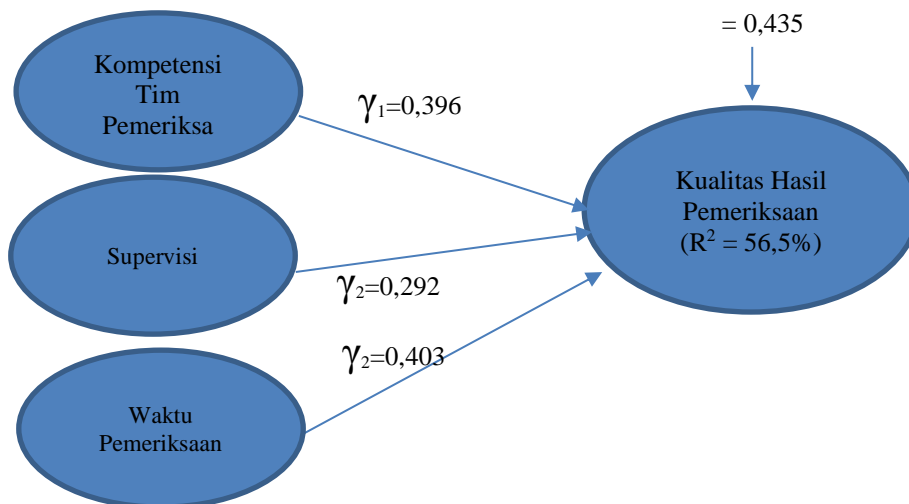 Kompetensi
Tim
Pemeriksa
γ₁=0,396
= 0,435
Kualitas Hasil
Pemeriksaan
(R² = 56,5%)
Supervisi
γ₂=0,292
γ₂=0,403
Waktu
Pemeriksaan